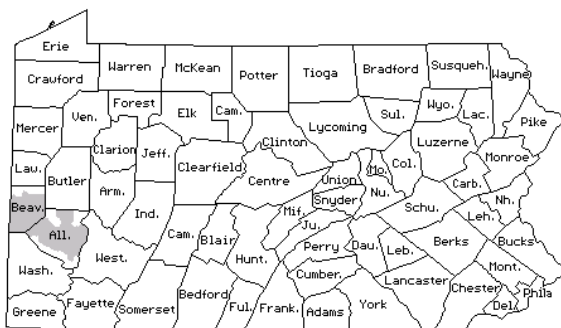 Erie
Crawford
Warren
McKean
Potter
Tioga
Bradford
Susqueh.
Wayne
Mercer
Ven.
Forest
Elk
Cam.
Lycoming
Sul.
Wyo.
Lac.
Pike
Law.
Butler
Clarion
Jeff.
Clearfield
Clinton
Centre
Union
Snyder
Mo.
Nu.
Col.
Luzerne
Monroe
Carb.
Beav.
All.
Arm.
Ind.
Cam.
Blair
Hunt.
Mif.
Ju.
Perry
Dau.
Leb.
Schu.
Berks
Leh.
Nh.
Bucks
Wash.
West.
Greene
Fayette
Somerset
Bedford
Ful.
Frank.
Cumber.
Adams
York
Lancaster
Chester
Mont.
Del.
Phila